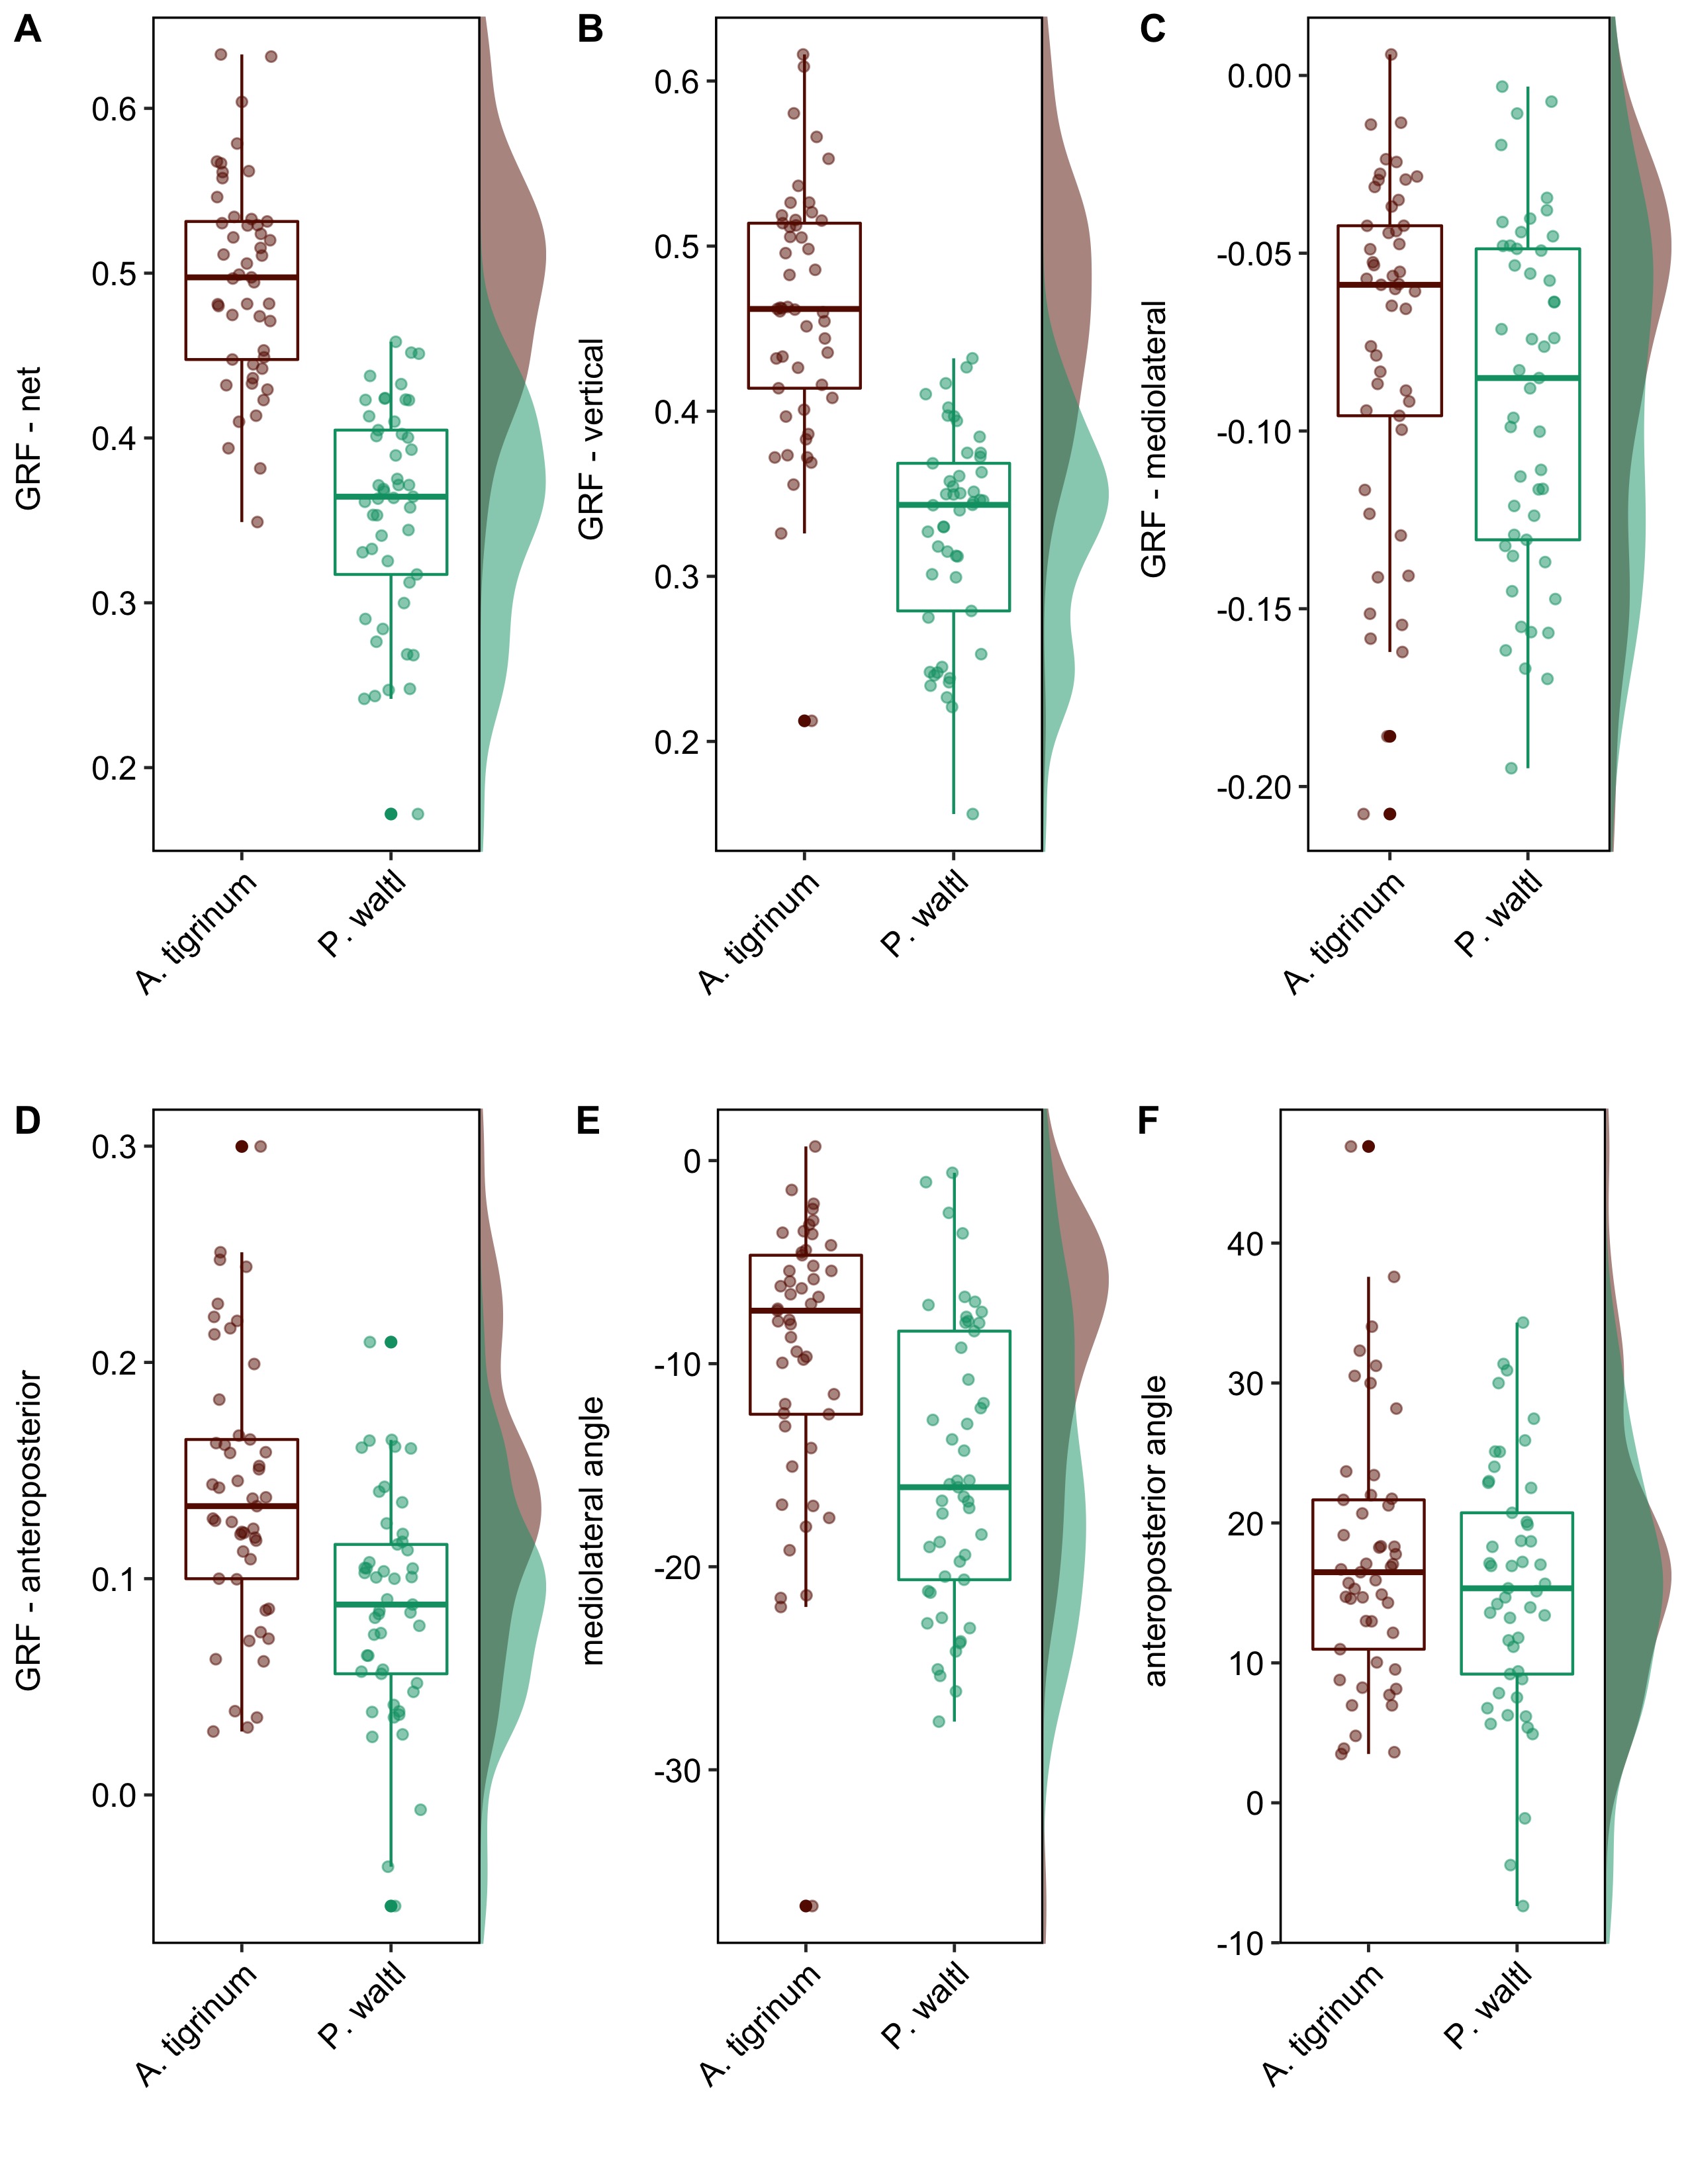 A
GRF - net
0.6
0.5
0.4
0.3
0.2
A. tigrinum
P. waltl
B
GRF - vertical
0.6
0.5
0.4
0.3
0.2
A. tigrinum
P. waltl
C
GRF - mediolateral
0.00
-0.05
-0.10
-0.15
-0.20
A. tigrinum
P. waltl
D
GRF - anteroposterior
0.3
0.2
0.1
0.0
A. tigrinum
P. waltl
E
mediolateral angle
0
-10
-20
-30
A. tigrinum
P. waltl
F
anteroposterior angle
40
30
20
10
0
-10
A. tigrinum
P. waltl